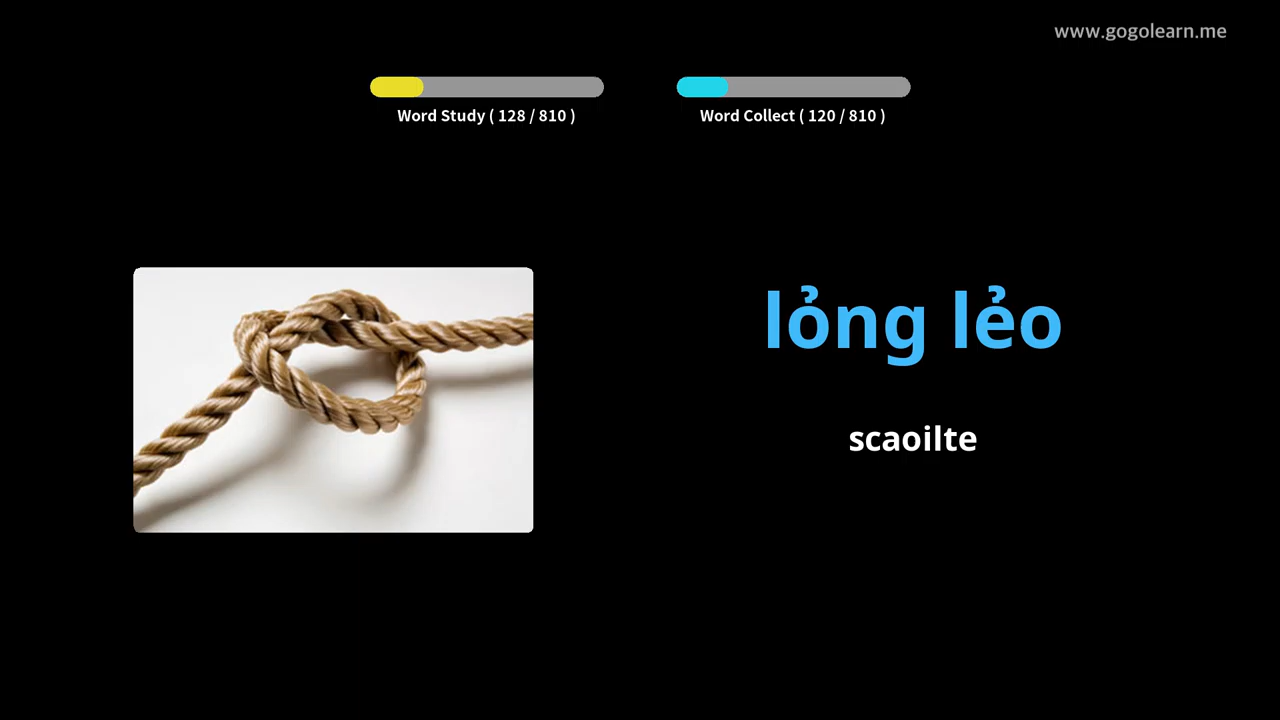 www.gogolearn.me
Word Study ( 128 / 810 )
Word Collect ( 120 / 810 )
lỏng lẻo
scaoilte